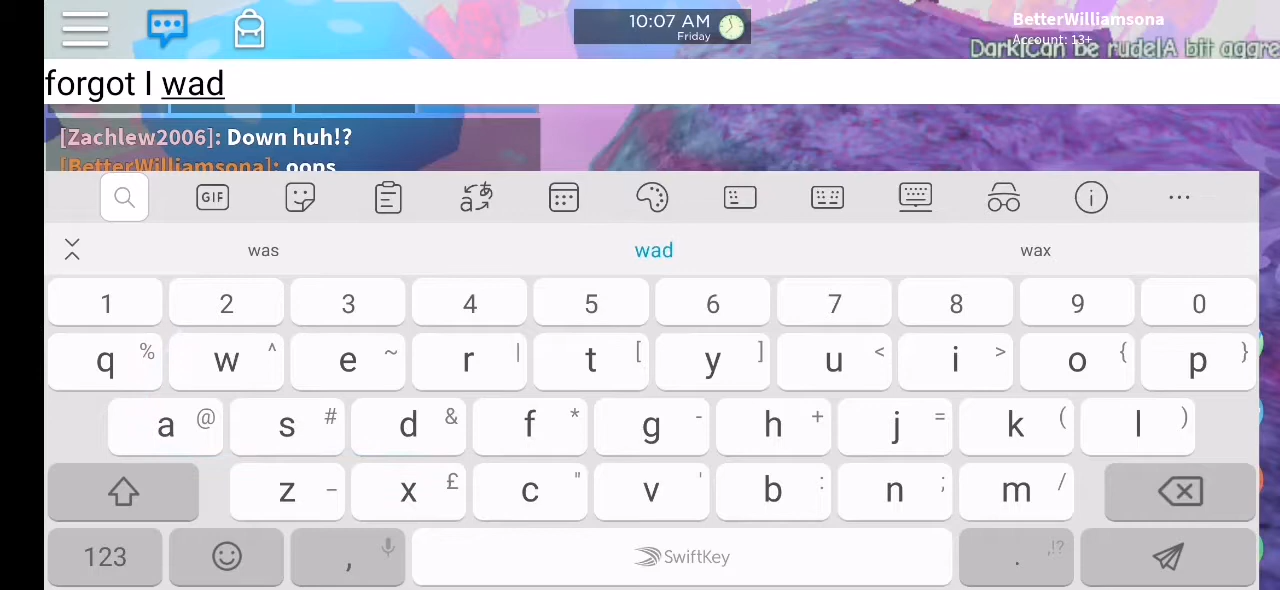 10:07 AM
Friday
BetterWilliamsona
Account: 13+
Dark|Can be rude|A bit aggre
forgot I wad
[Zachlew2006]: Down huh!?
[BetterWilliamsona]: oops
GIF
was wad wax
1 2 3 4 5 6 7 8 9 0
q % w ^ e ~ r | t [ y ] u < i > o { p }
a @ s # d & f * g - h + j = k ( l )
z _ x £ c " v ' b : n ; m /
123 , SwiftKey . ,!?